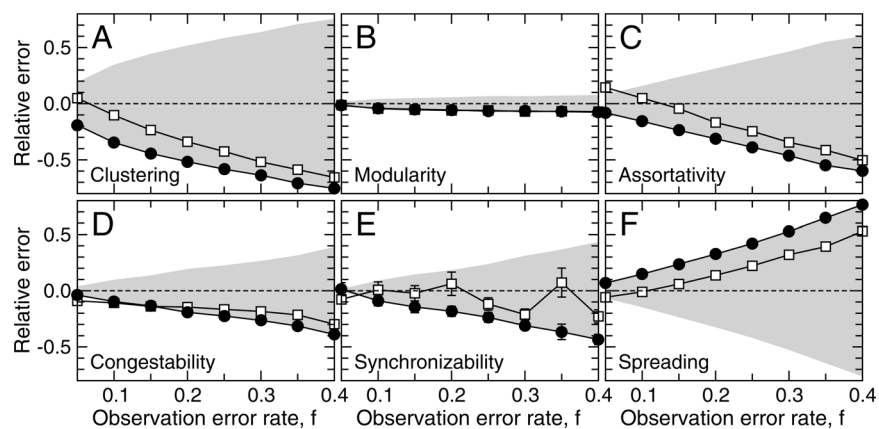 A
B
C
Relative error
0.5
0.0
-0.5
Clustering
Modularity
Assortativity
D
E
F
Relative error
0.5
0.0
-0.5
Congestability
Synchronizability
Spreading
0.1 0.2 0.3 0.4 0.1 0.2 0.3 0.4 0.1 0.2 0.3 0.4
Observation error rate, f Observation error rate, f Observation error rate, f